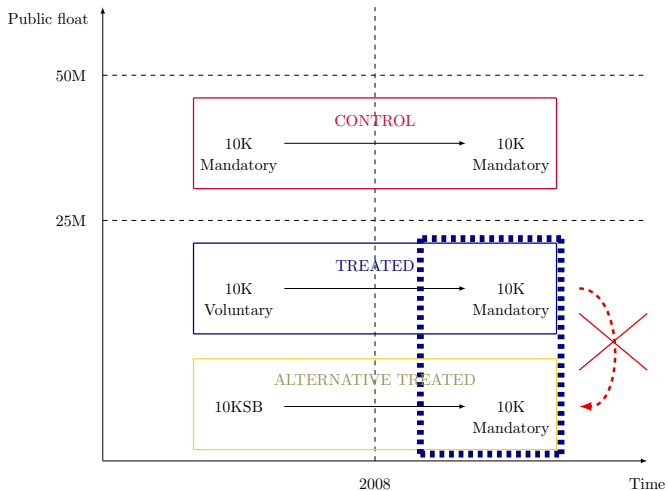 Public float
50M
CONTROL
10K
Mandatory
10K
Mandatory
25M
TREATED
10K
Voluntary
10K
Mandatory
ALTERNATIVE TREATED
10KSB
10K
Mandatory
2008
Time